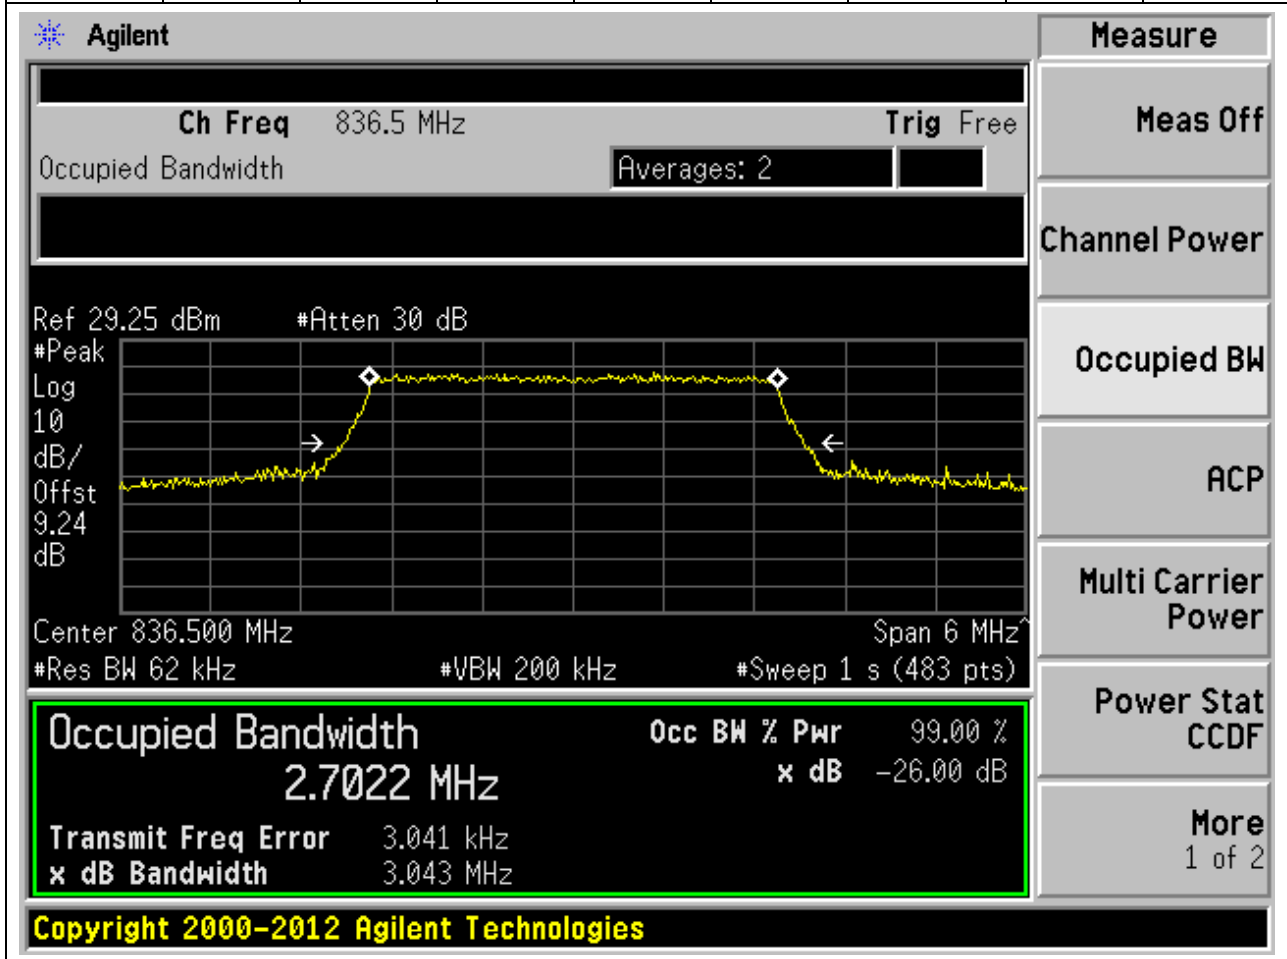 Agilent
Measure
Ch Freq 836.5 MHz Trig Free
Meas Off
Occupied Bandwidth Averages: 2
Channel Power
Ref 29.25 dBm #Atten 30 dB
#Peak
Log
10
dB/
Offst
9.24
dB
Occupied BW
ACP
Center 836.500 MHz Span 6 MHz^
#Res BW 62 kHz #VBW 200 kHz #Sweep 1 s (483 pts)
Multi Carrier
Power
Occupied Bandwidth Occ BW % Pwr 99.00 %
2.7022 MHz x dB -26.00 dB
Transmit Freq Error 3.041 kHz
x dB Bandwidth 3.043 MHz
Power Stat
CCDF
More
1 of 2
Copyright 2000-2012 Agilent Technologies